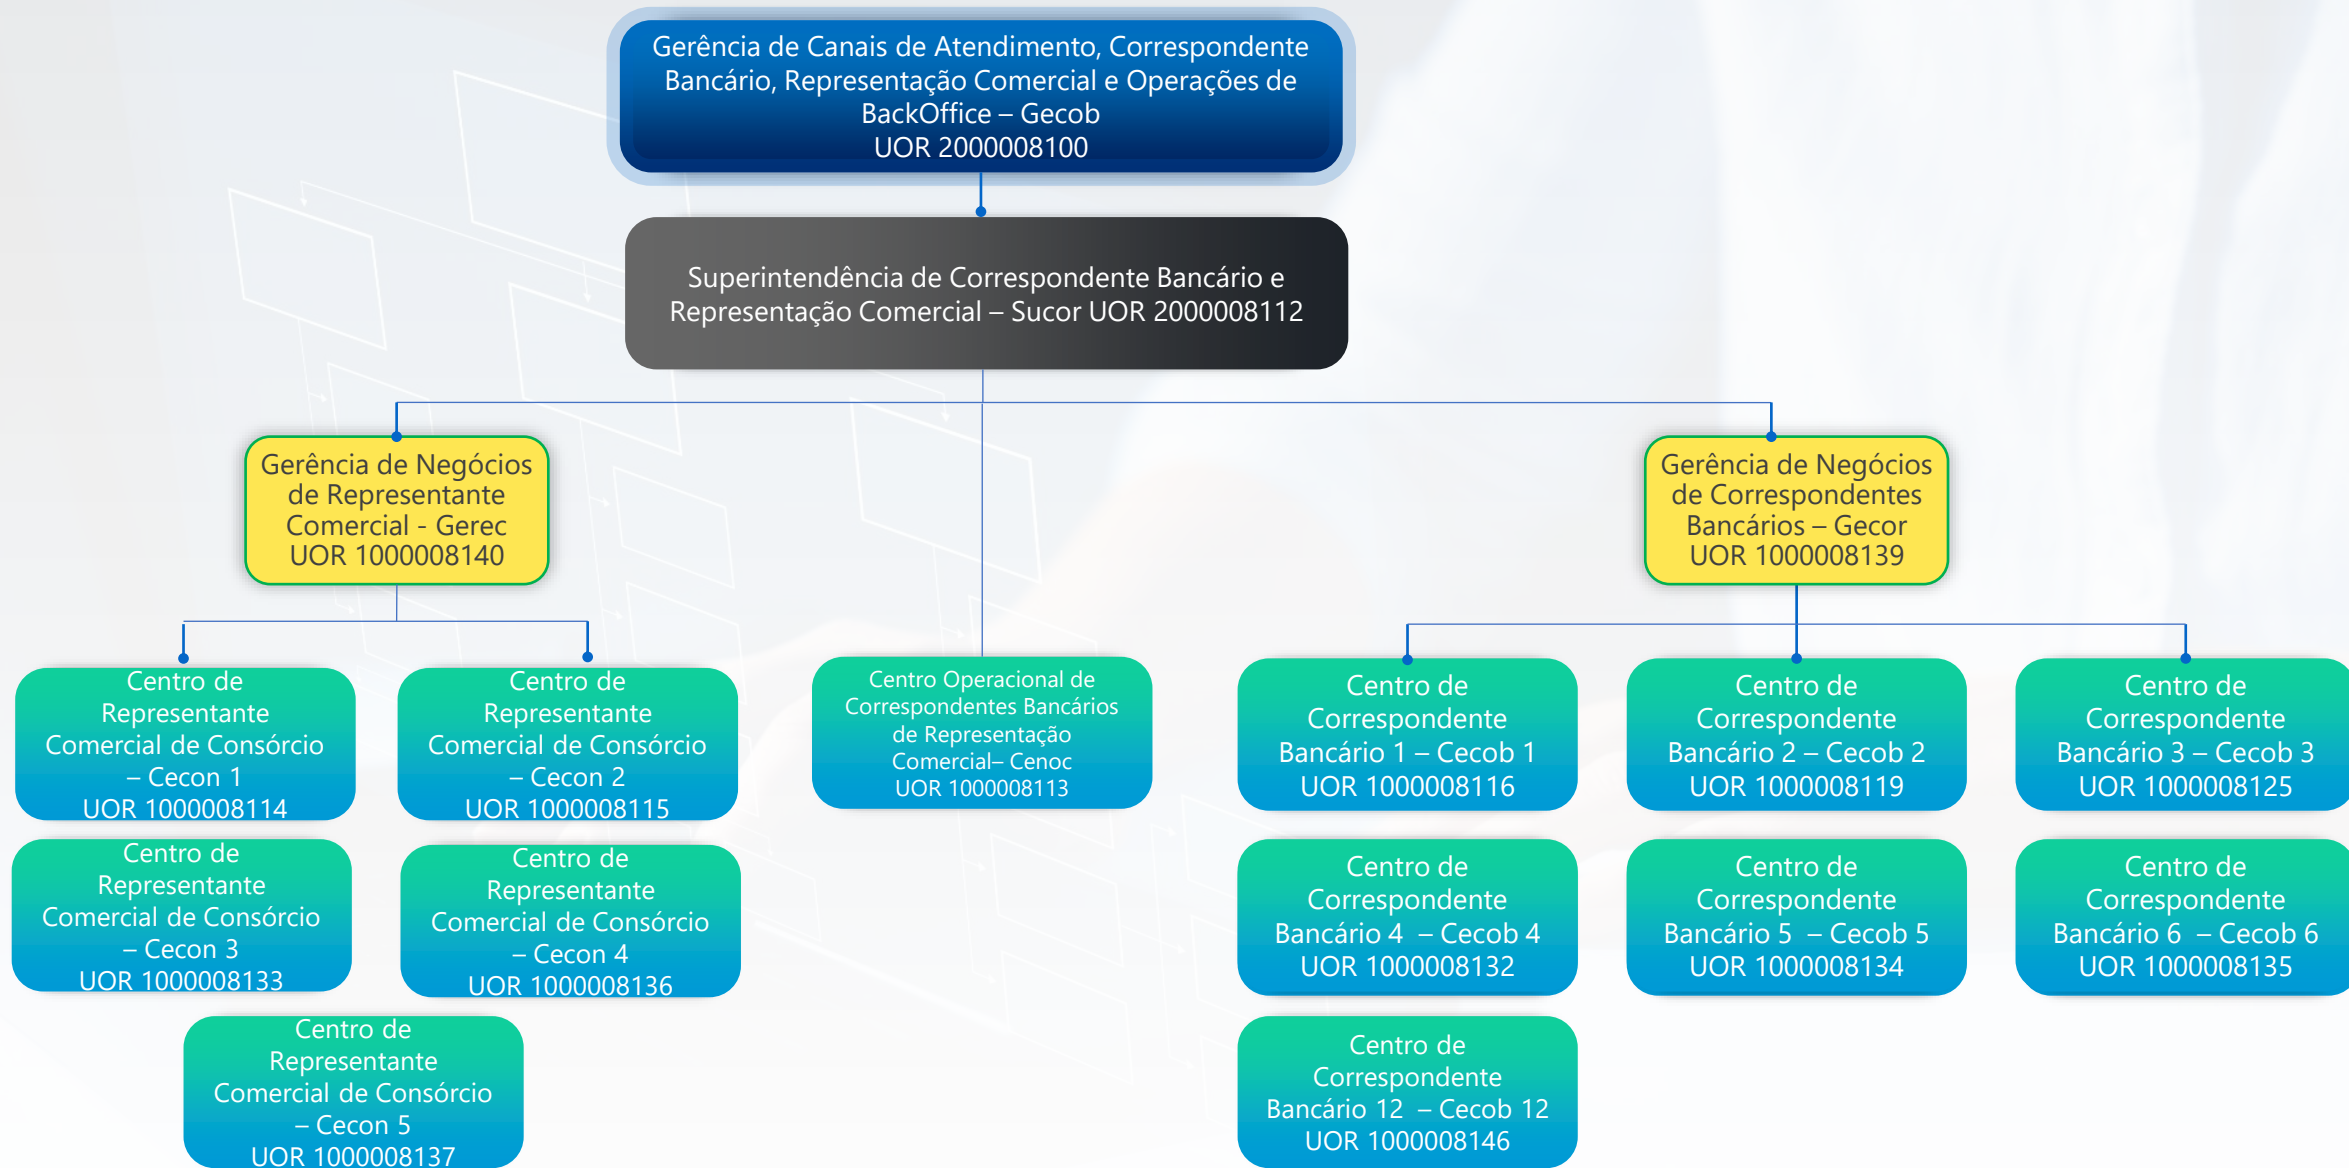 Gerência de Canais de Atendimento, Correspondente
Bancário, Representação Comercial e Operações de
BackOffice – Gecob
UOR 2000008100
Superintendência de Correspondente Bancário e
Representação Comercial – Sucor UOR 2000008112
Gerência de Negócios
de Representante
Comercial - Gerec
UOR 1000008140
Gerência de Negócios
de Correspondentes
Bancários – Gecor
UOR 1000008139
Centro de
Representante
Comercial de Consórcio
– Cecon 1
UOR 1000008114
Centro de
Representante
Comercial de Consórcio
– Cecon 2
UOR 1000008115
Centro Operacional de
Correspondentes Bancários
de Representação
Comercial– Cenoc
UOR 1000008113
Centro de
Correspondente
Bancário 1 – Cecob 1
UOR 1000008116
Centro de
Correspondente
Bancário 2 – Cecob 2
UOR 1000008119
Centro de
Correspondente
Bancário 3 – Cecob 3
UOR 1000008125
Centro de
Representante
Comercial de Consórcio
– Cecon 3
UOR 1000008133
Centro de
Representante
Comercial de Consórcio
– Cecon 4
UOR 1000008136
Centro de
Correspondente
Bancário 4  – Cecob 4
UOR 1000008132
Centro de
Correspondente
Bancário 5  – Cecob 5
UOR 1000008134
Centro de
Correspondente
Bancário 6  – Cecob 6
UOR 1000008135
Centro de
Representante
Comercial de Consórcio
– Cecon 5
UOR 1000008137
Centro de
Correspondente
Bancário 12  – Cecob 12
UOR 1000008146